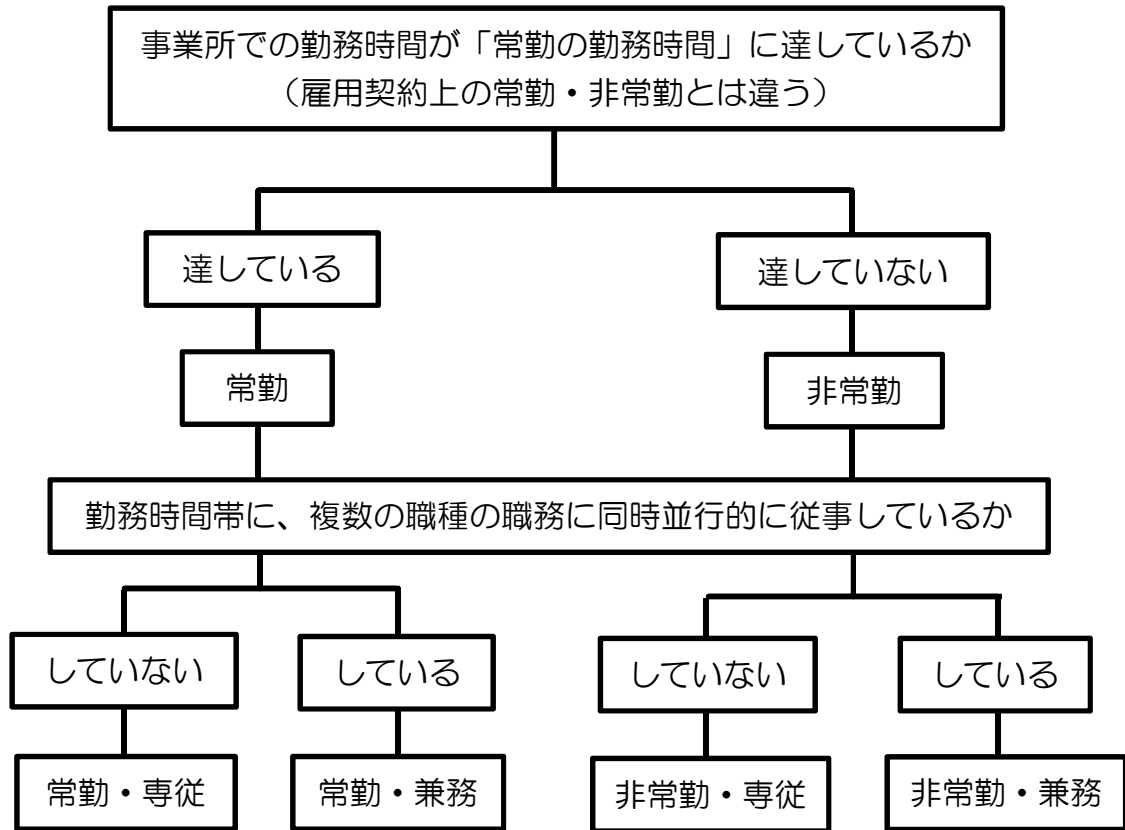 事業所での勤務時間が「常勤の勤務時間」に達しているか
（雇用契約上の常勤・非常勤とは違う）
達している
達していない
常勤
非常勤
勤務時間帯に、複数の職種の職務に同時並行的に従事しているか
していない
している
していない
している
常勤・専従
常勤・兼務
非常勤・専従
非常勤・兼務